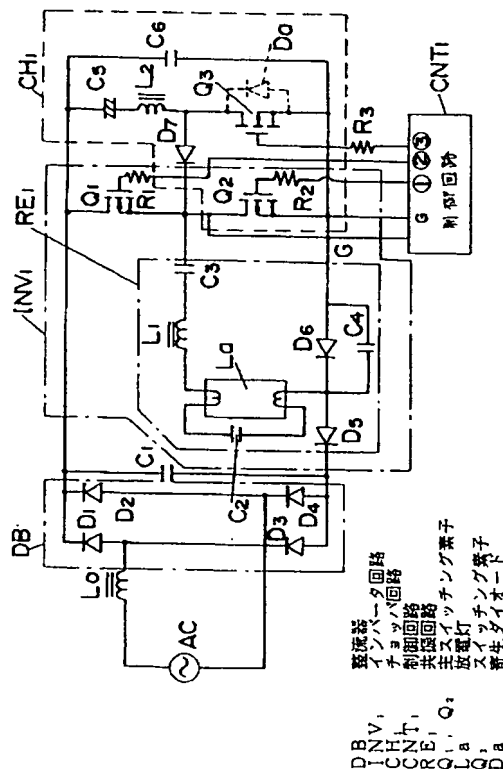 DB
INV1
RE1
CH1
L0
D1
D2
C1
D3
D4
AC
C2
La
L1
C3
D5
D6
C4
Q1
R1
Q2
R2
D7
C5
L2
Q3
Da
C6
R3
G
G ① ② ③
制御回路
CNT1
DB 整流器
INV1 インバータ回路
CH1 チョッパ回路
CNT1 制御回路
RE1 共振回路
Q1, Q2 主スイッチング素子
La 放電灯
Q3 スイッチング素子
Da 寄生ダイオード